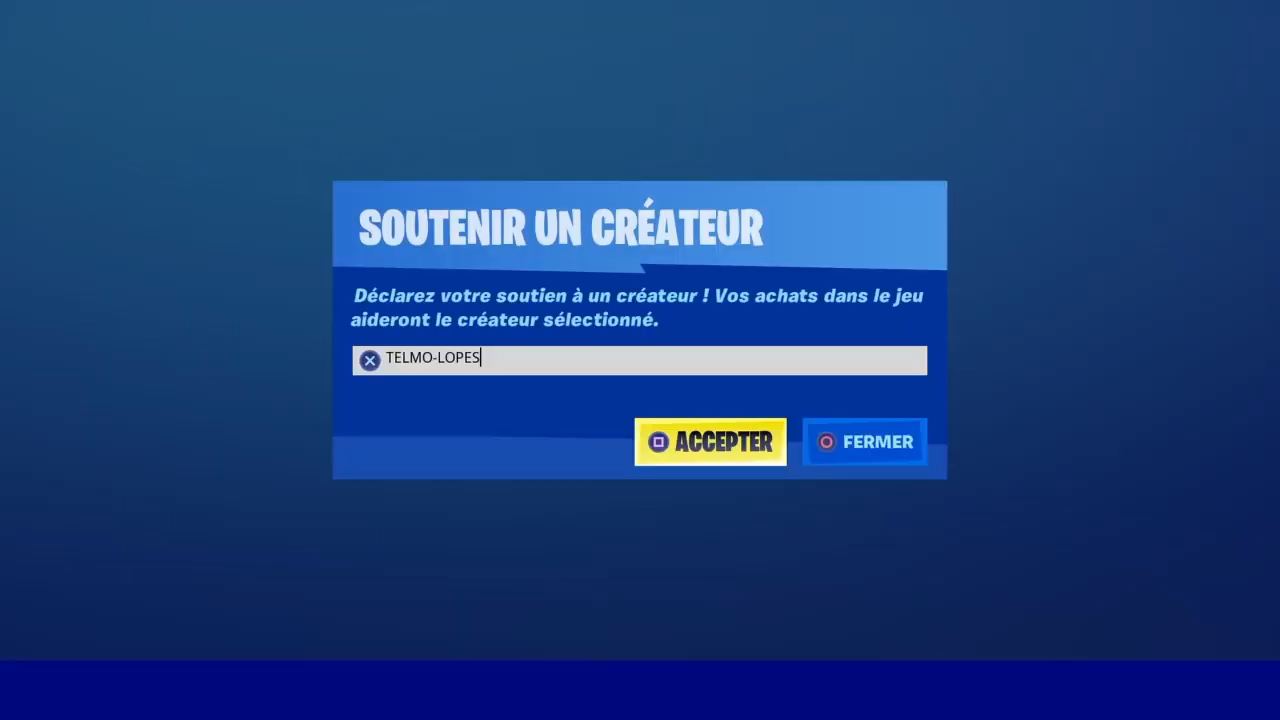 SOUTENIR UN CRÉATEUR
Déclarez votre soutien à un créateur ! Vos achats dans le jeu
aideront le créateur sélectionné.
TELMO-LOPES
ACCEPTER
FERMER